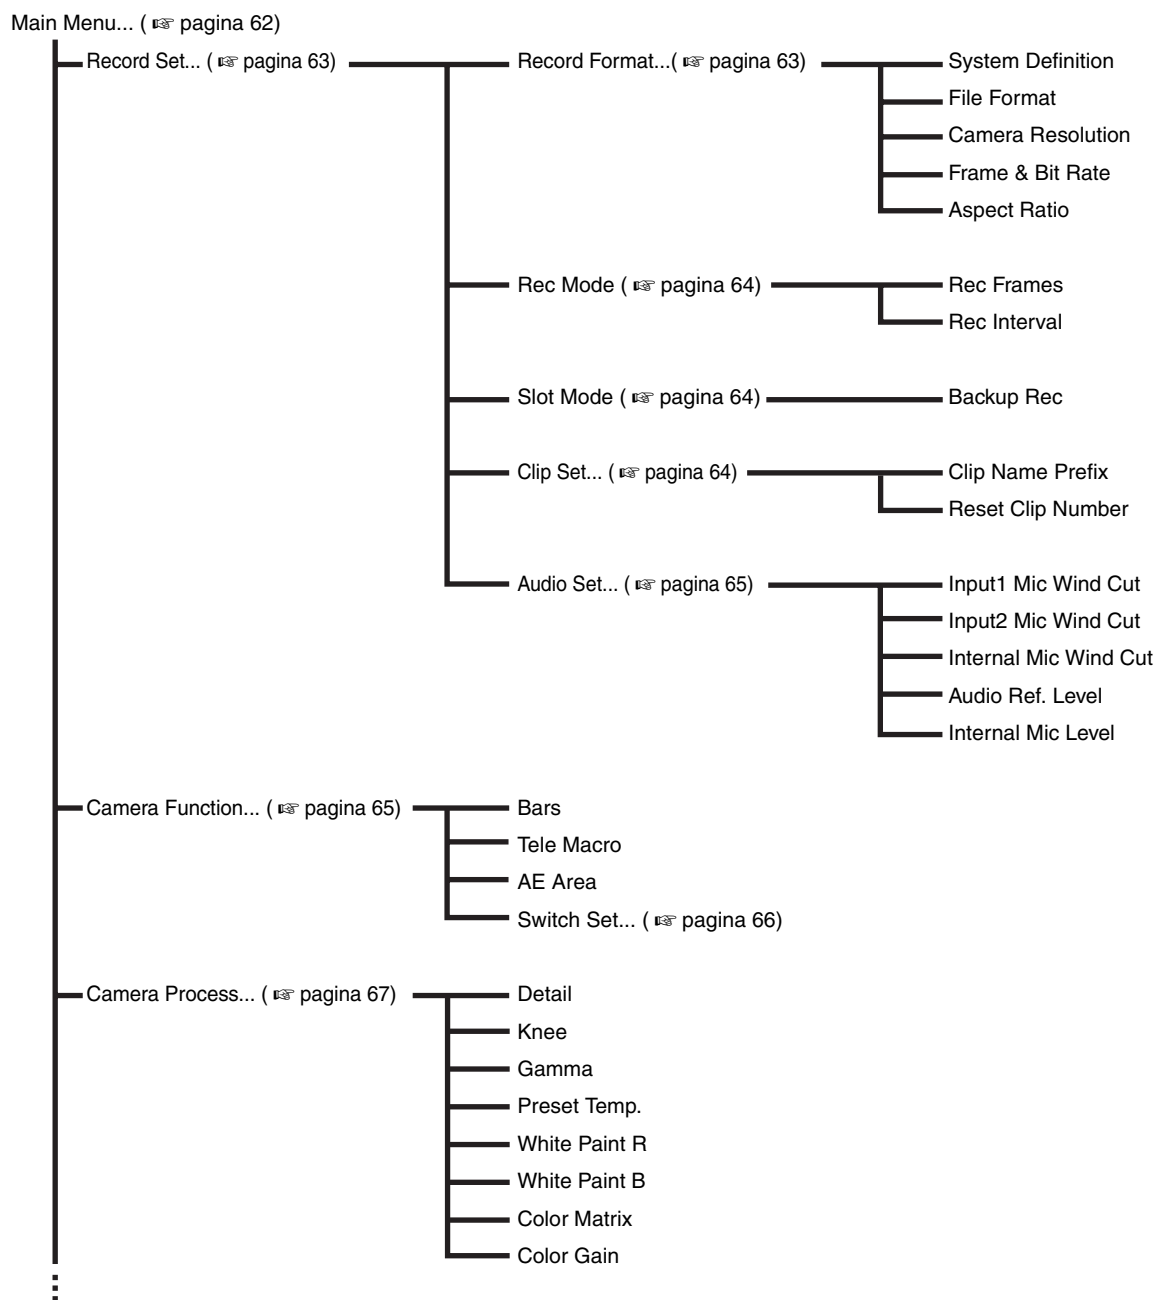 Main Menu... ( ☞ pagina 62)
Record Set... ( ☞ pagina 63)
Record Format...( ☞ pagina 63)
System Definition
File Format
Camera Resolution
Frame & Bit Rate
Aspect Ratio
Rec Mode ( ☞ pagina 64)
Rec Frames
Rec Interval
Slot Mode ( ☞ pagina 64)
Backup Rec
Clip Set... ( ☞ pagina 64)
Clip Name Prefix
Reset Clip Number
Audio Set... ( ☞ pagina 65)
Input1 Mic Wind Cut
Input2 Mic Wind Cut
Internal Mic Wind Cut
Audio Ref. Level
Internal Mic Level
Camera Function... ( ☞ pagina 65)
Bars
Tele Macro
AE Area
Switch Set... ( ☞ pagina 66)
Camera Process... ( ☞ pagina 67)
Detail
Knee
Gamma
Preset Temp.
White Paint R
White Paint B
Color Matrix
Color Gain